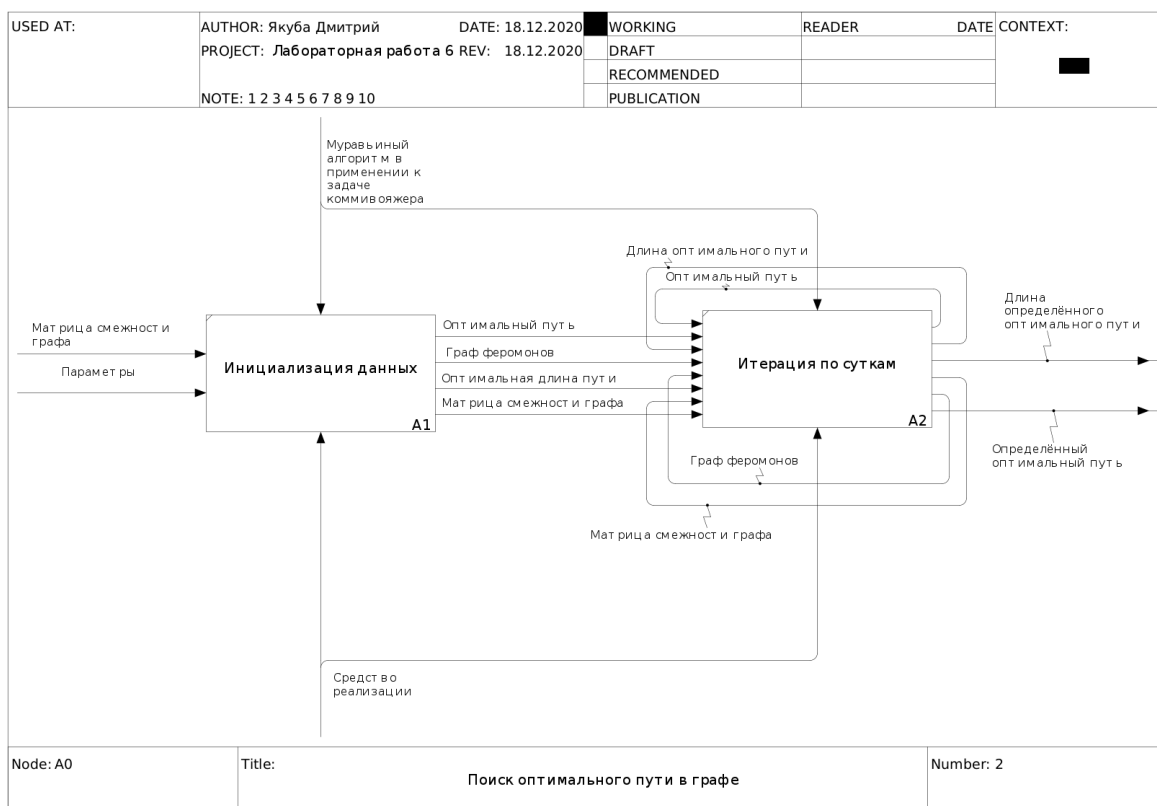 USED AT:
AUTHOR: Якуба Дмитрий
DATE: 18.12.2020
WORKING
READER
DATE
CONTEXT:
PROJECT: Лабораторная работа 6
REV: 18.12.2020
DRAFT
RECOMMENDED
NOTE: 1 2 3 4 5 6 7 8 9 10
PUBLICATION
Муравьиный
алгоритм в
применении к
задаче
коммивояжера
Длина оптимального пути
Оптимальный путь
Длина
определённого
оптимального пути
Матрица смежности
графа
Параметры
Инициализация данных
A1
Оптимальный путь
Граф феромонов
Оптимальная длина пути
Матрица смежности графа
Итерация по суткам
A2
Граф феромонов
Определённый
оптимальный путь
Матрица смежности графа
Средство
реализации
Node: A0
Title:
Поиск оптимального пути в графе
Number: 2